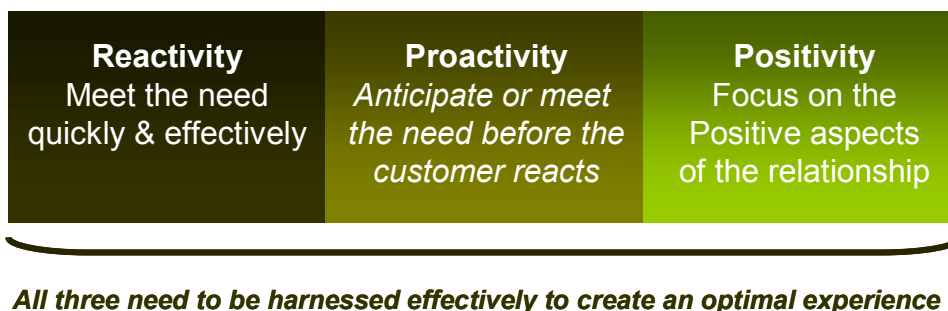 Reactivity
Meet the need
quickly & effectively
Proactivity
Anticipate or meet
the need before the
customer reacts
Positivity
Focus on the
Positive aspects
of the relationship
All three need to be harnessed effectively to create an optimal experience